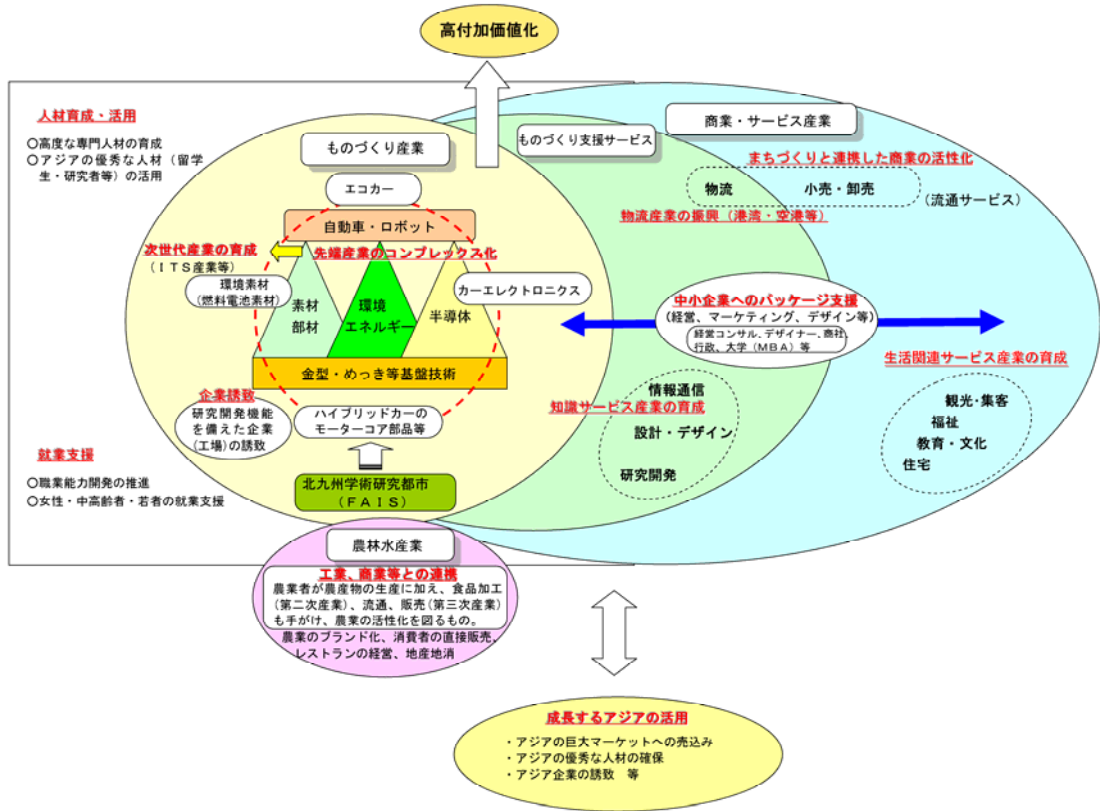 高付加価値化
人材育成・活用
○高度な専門人材の育成
○アジアの優秀な人材（留学
生・研究者等）の活用
ものづくり産業
ものづくり支援サービス
商業・サービス産業
まちづくりと連携した商業の活性化
物流
小売・卸売
（流通サービス）
物流産業の振興（港湾・空港等）
エコカー
自動車・ロボット
次世代産業の育成
（ＩＴＳ産業等）
先端産業のコンプレックス化
環境素材
（燃料電池素材）
カーエレクトロニクス
素材
部材
環境
エネルギー
半導体
金型・めっき等基盤技術
中小企業へのパッケージ支援
（経営、マーケティング、デザイン等）
経営コンサル、デザイナー、商社、
行政、大学（ＭＢＡ）等
生活関連サービス産業の育成
観光・集客
福祉
教育・文化
住宅
情報通信
知識サービス産業の育成
設計・デザイン
研究開発
企業誘致
研究開発機能
を備えた企業
（工場）の誘致
ハイブリッドカーの
モーターコア部品等
就業支援
○職業能力開発の推進
○女性・中高齢者・若者の就業支援
北九州学術研究都市
（ＦＡＩＳ）
農林水産業
工業、商業等との連携
農業者が農産物の生産に加え、食品加工
（第二次産業）、流通、販売（第三次産業）
も手がけ、農業の活性化を図るもの。
農業のブランド化、消費者の直接販売、
レストランの経営、地産地消
成長するアジアの活用
・アジアの巨大マーケットへの売込み
・アジアの優秀な人材の確保
・アジア企業の誘致　等